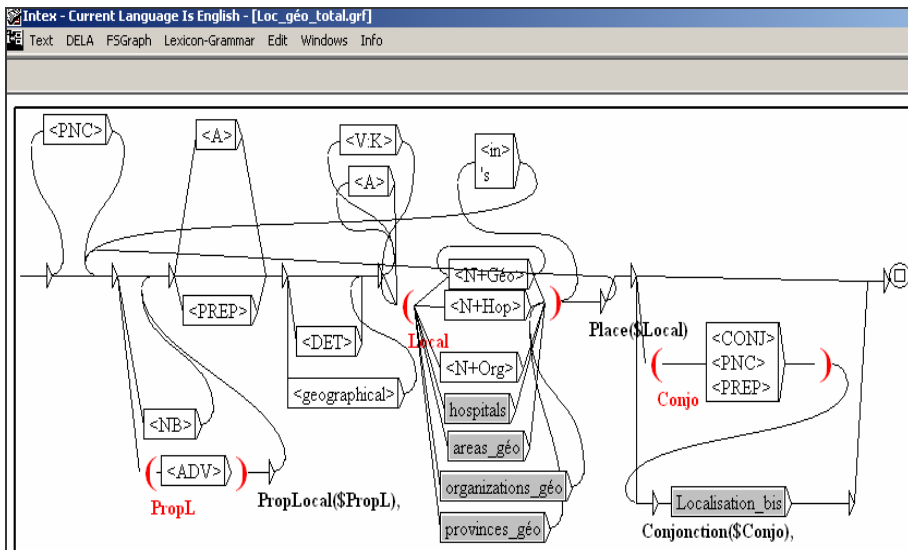 Intex - Current Language Is English - [Loc_géo_total.grf]
Text DELA FSGraph Lexicon-Grammar Edit Windows Info
<PNC>
<A>
<V:K>
<A>
<in>
's
<PREP>
<DET>
<geographical>
<NB>
( <ADV> )
PropL
PropLocal($PropL),
(
Local
<N+Géo>
<N+Hop>
<N+Org>
hospitals
areas_géo
organizations_géo
provinces_géo
)
Place($Local)
(
Conjo
<CONJ>
<PNC>
<PREP>
)
Localisation_bis
Conjonction($Conjo),